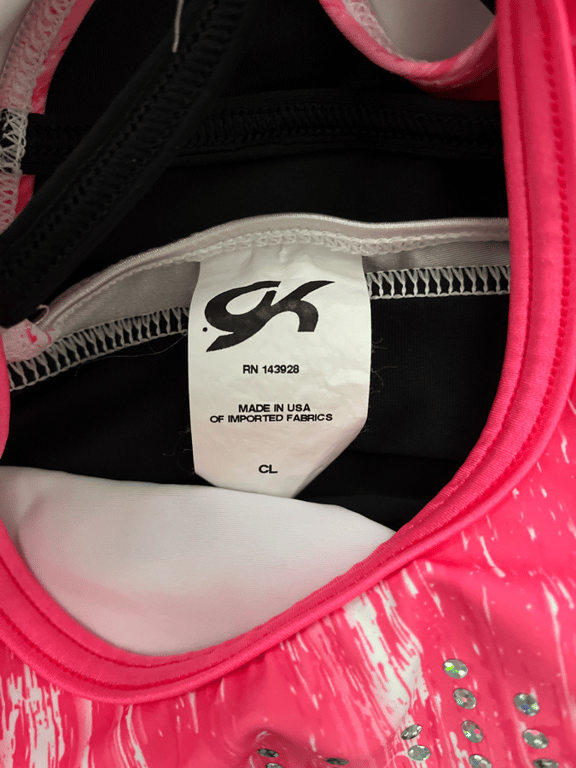 GK
RN 143928
MADE IN USA
OF IMPORTED FABRICS
CL